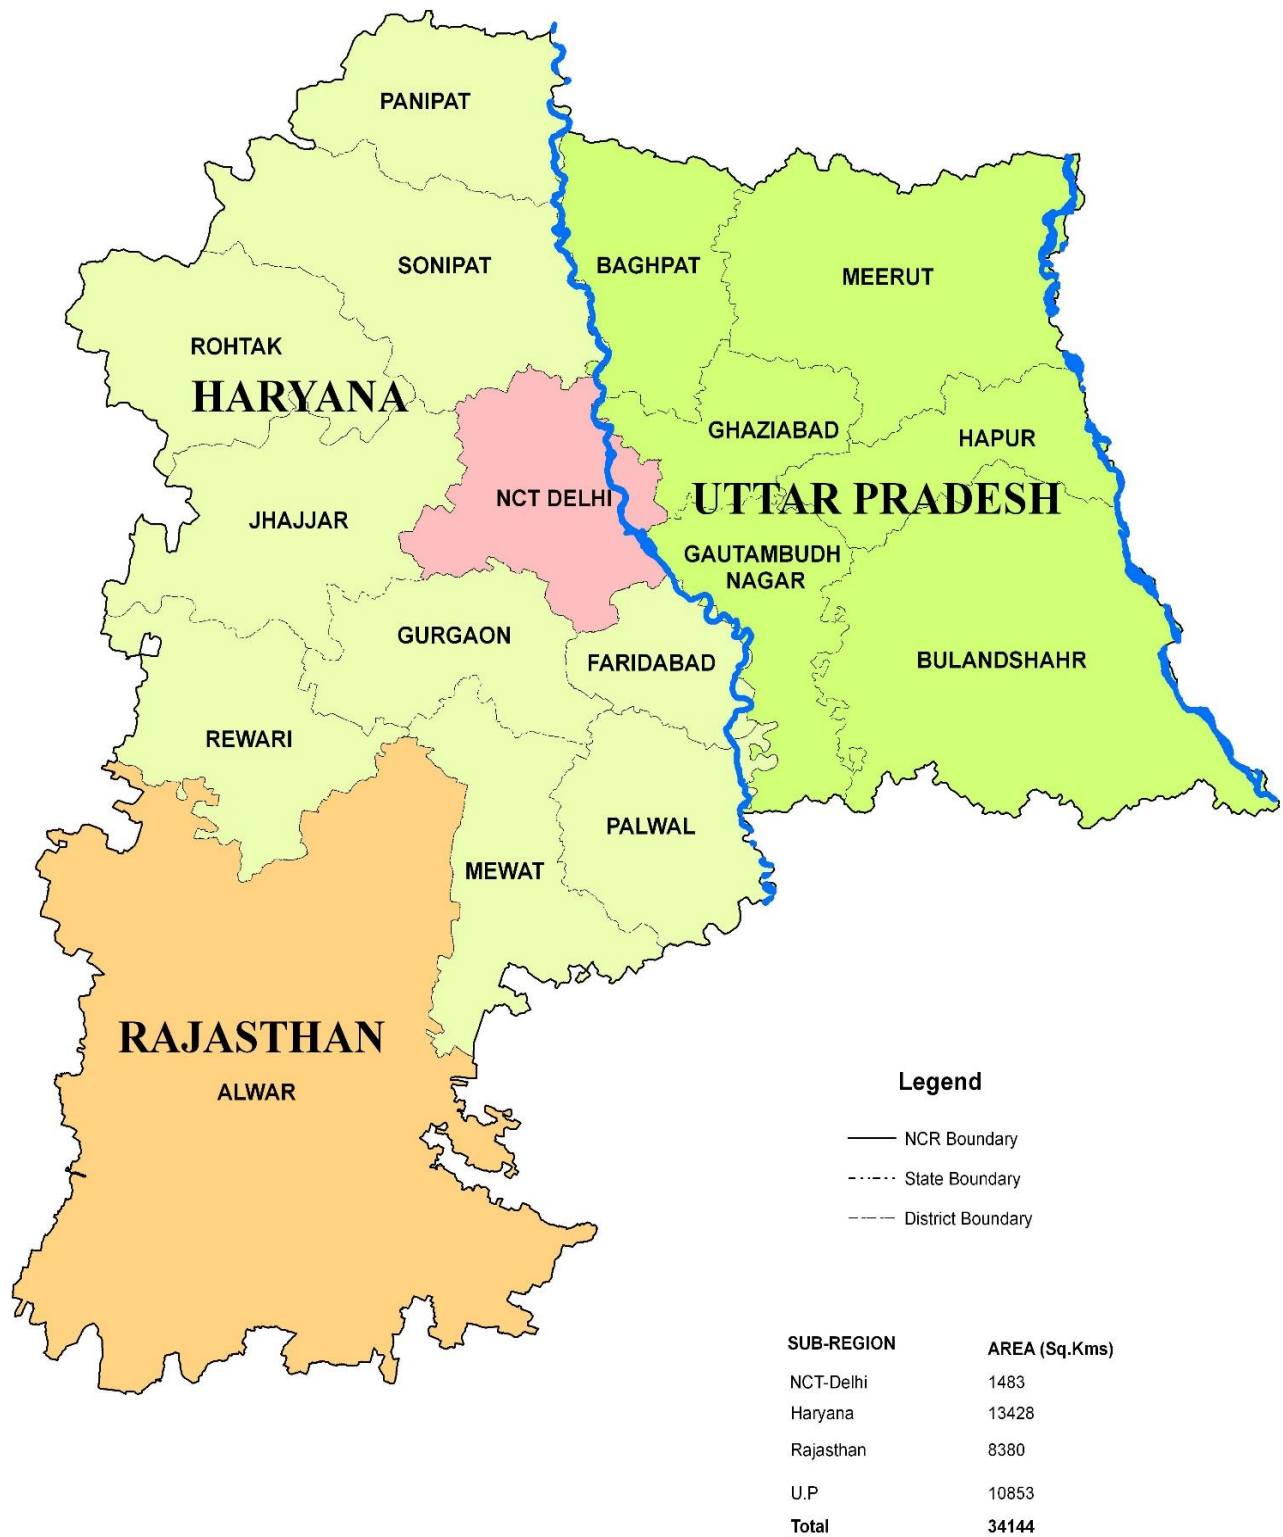 PANIPAT
SONIPAT
BAGHPAT
MEERUT
ROHTAK
HARYANA
GHAZIABAD
HAPUR
NCT DELHI
UTTAR PRADESH
JHAJJAR
GAUTAMBUDH
NAGAR
GURGAON
FARIDABAD
BULANDSHAHR
REWARI
PALWAL
MEWAT
RAJASTHAN
ALWAR
Legend
NCR Boundary
State Boundary
District Boundary
SUB-REGION AREA (Sq.Kms)
NCT-Delhi 1483
Haryana 13428
Rajasthan 8380
U.P 10853
Total 34144